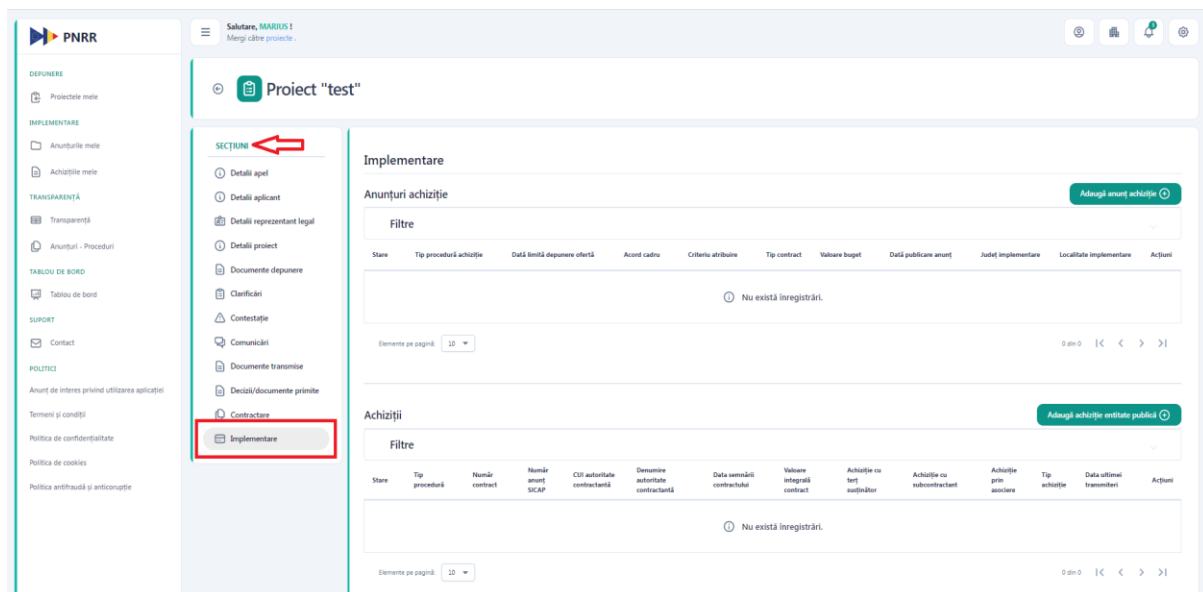 PNRR
Salutare, MARIUS !
Mergi către proiecte .
3
DEPUNERE
Proiectele mele
IMPLEMENTARE
Anunțurile mele
Achizițiile mele
TRANSPARENȚĂ
Transparență
Anunțuri - Proceduri
TABLOU DE BORD
Tablou de bord
SUPORT
Contact
POLITICI
Anunț de interes privind utilizarea aplicației
Termeni și condiții
Politica de confidențialitate
Politica de cookies
Politica antifraudă și anticorupție
Proiect "test"
SECȚIUNI
Detalii apel
Detalii aplicant
Detalii reprezentant legal
Detalii proiect
Documente depunere
Clarificări
Contestație
Comunicări
Documente transmise
Decizii/documente primite
Contractare
Implementare
Implementare
Anunțuri achiziție
Adaugă anunț achiziție
Filtre
Stare Tip procedură achiziție Dată limită depunere ofertă Acord cadru Criteriu atribuire Tip contract Valoare buget Dată publicare anunț Județ implementare Localitate implementare Acțiuni
Nu există înregistrări.
Elemente pe pagină: 10 0 din 0
Achiziții
Adaugă achiziție entitate publică
Filtre
Stare Tip procedură Număr contract Număr anunț SICAP CUI autoritate contractantă Denumire autoritate contractantă Data semnării contractului Valoare integrală contract Achiziție cu terț susținător Achiziție cu subcontractant Achiziție prin asociere Tip achiziție Data ultimei transmiteri Acțiuni
Nu există înregistrări.
Elemente pe pagină: 10 0 din 0